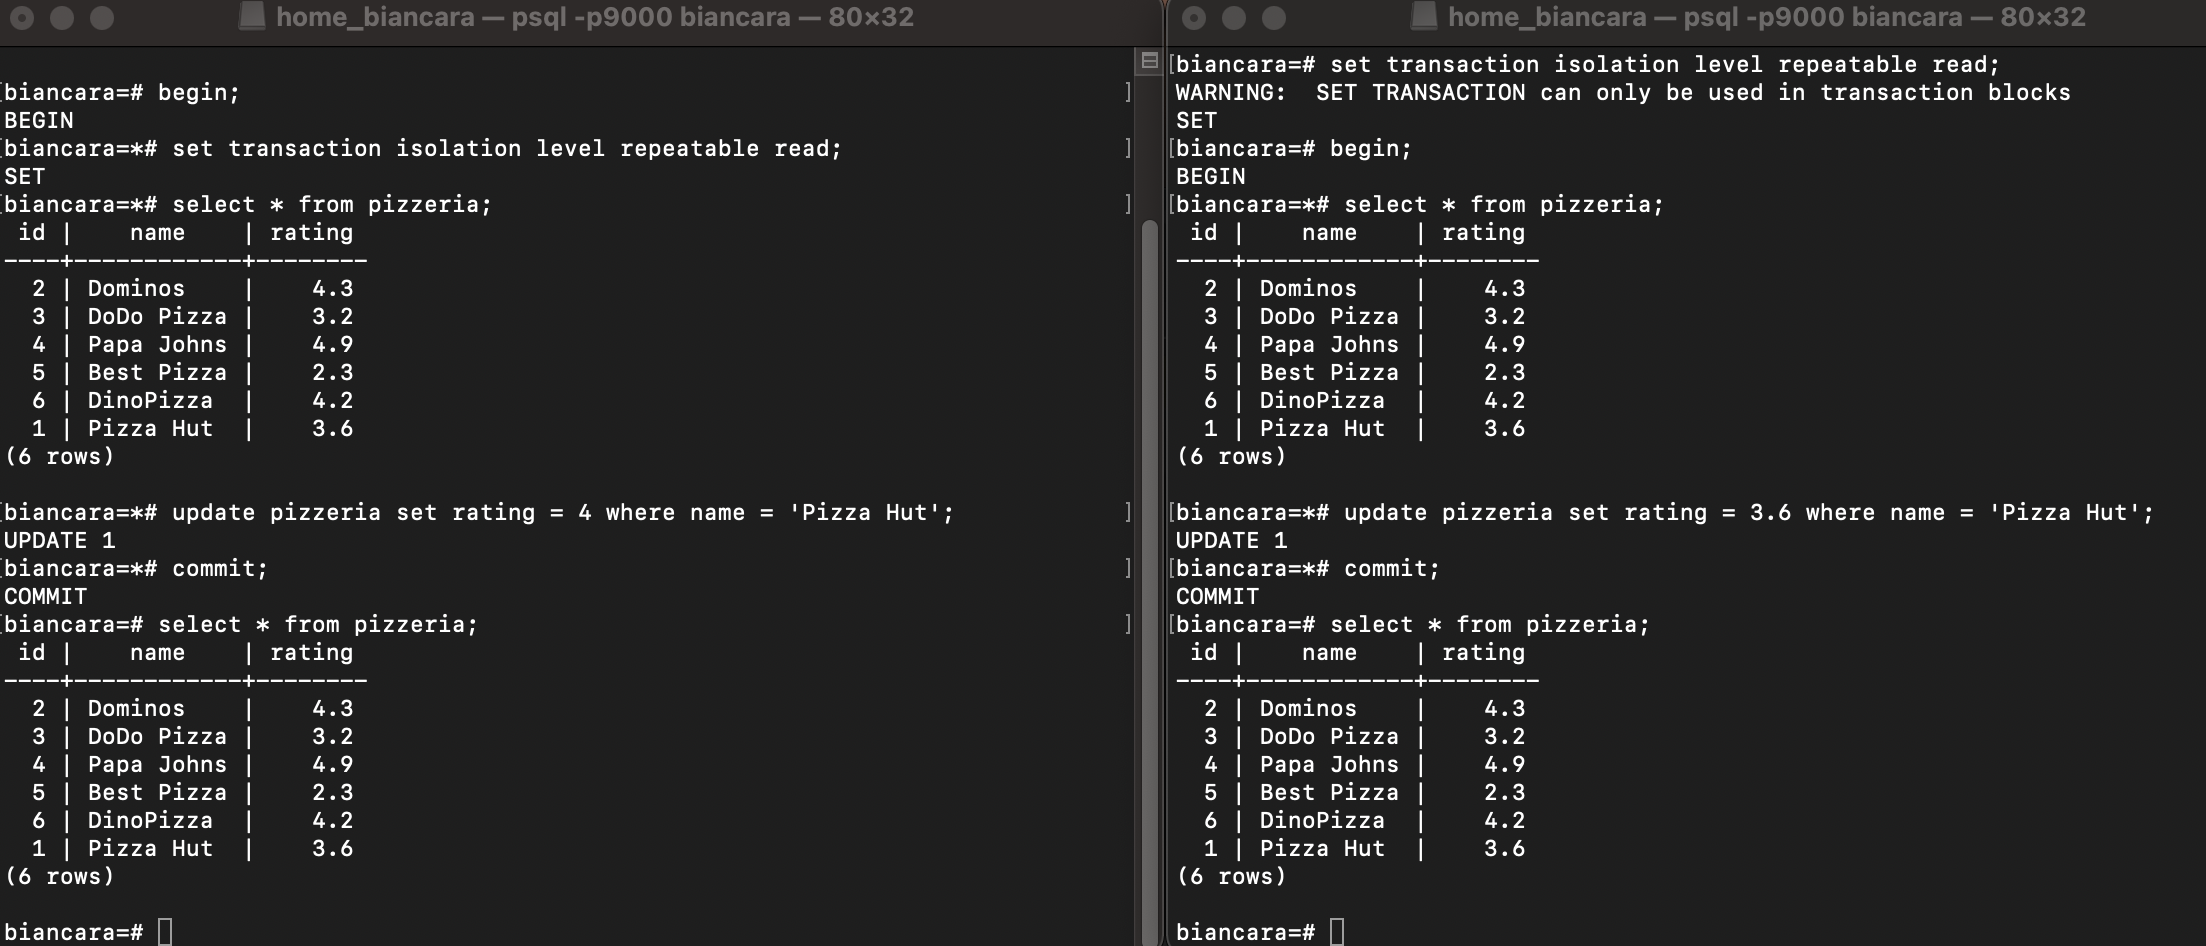 home_biancara — psql -p9000 biancara — 80×32
[biancara=# begin; ]
BEGIN
[biancara=*# set transaction isolation level repeatable read; ]
SET
[biancara=*# select * from pizzeria; ]
 id |    name    | rating
----+------------+--------
  2 | Dominos    |    4.3
  3 | DoDo Pizza |    3.2
  4 | Papa Johns |    4.9
  5 | Best Pizza |    2.3
  6 | DinoPizza  |    4.2
  1 | Pizza Hut  |    3.6
(6 rows)
[biancara=*# update pizzeria set rating = 4 where name = 'Pizza Hut'; ]
UPDATE 1
[biancara=*# commit; ]
COMMIT
[biancara=# select * from pizzeria; ]
 id |    name    | rating
----+------------+--------
  2 | Dominos    |    4.3
  3 | DoDo Pizza |    3.2
  4 | Papa Johns |    4.9
  5 | Best Pizza |    2.3
  6 | DinoPizza  |    4.2
  1 | Pizza Hut  |    3.6
(6 rows)
biancara=#
home_biancara — psql -p9000 biancara — 80×32
[biancara=# set transaction isolation level repeatable read;
WARNING:  SET TRANSACTION can only be used in transaction blocks
SET
[biancara=# begin;
BEGIN
[biancara=*# select * from pizzeria;
 id |    name    | rating
----+------------+--------
  2 | Dominos    |    4.3
  3 | DoDo Pizza |    3.2
  4 | Papa Johns |    4.9
  5 | Best Pizza |    2.3
  6 | DinoPizza  |    4.2
  1 | Pizza Hut  |    3.6
(6 rows)
[biancara=*# update pizzeria set rating = 3.6 where name = 'Pizza Hut';
UPDATE 1
[biancara=*# commit;
COMMIT
[biancara=# select * from pizzeria;
 id |    name    | rating
----+------------+--------
  2 | Dominos    |    4.3
  3 | DoDo Pizza |    3.2
  4 | Papa Johns |    4.9
  5 | Best Pizza |    2.3
  6 | DinoPizza  |    4.2
  1 | Pizza Hut  |    3.6
(6 rows)
biancara=#